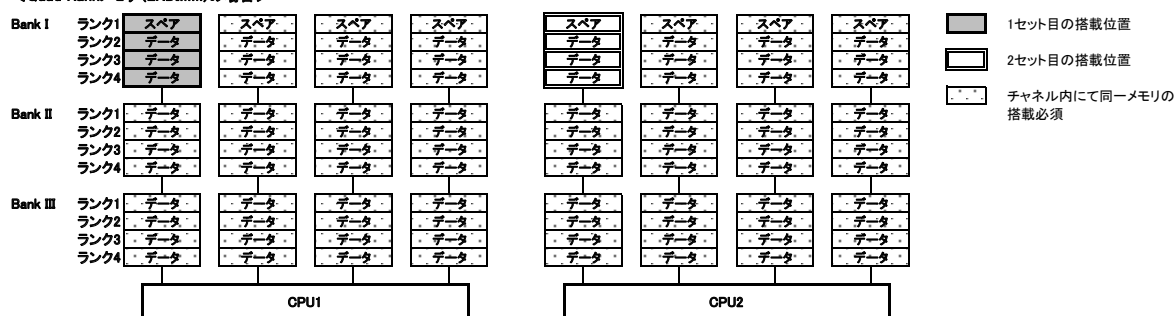 Bank I ランク1 スペア スペア スペア スペア スペア スペア スペア スペア 1セット目の搭載位置
ランク2 データ データ データ データ データ データ データ データ
ランク3 データ データ データ データ データ データ データ データ 2セット目の搭載位置
ランク4 データ データ データ データ データ データ データ データ
チャネル内にて同一メモリの
搭載必須
Bank II ランク1 データ データ データ データ データ データ データ データ
ランク2 データ データ データ データ データ データ データ データ
ランク3 データ データ データ データ データ データ データ データ
ランク4 データ データ データ データ データ データ データ データ
Bank III ランク1 データ データ データ データ データ データ データ データ
ランク2 データ データ データ データ データ データ データ データ
ランク3 データ データ データ データ データ データ データ データ
ランク4 データ データ データ データ データ データ データ データ
CPU1 CPU2